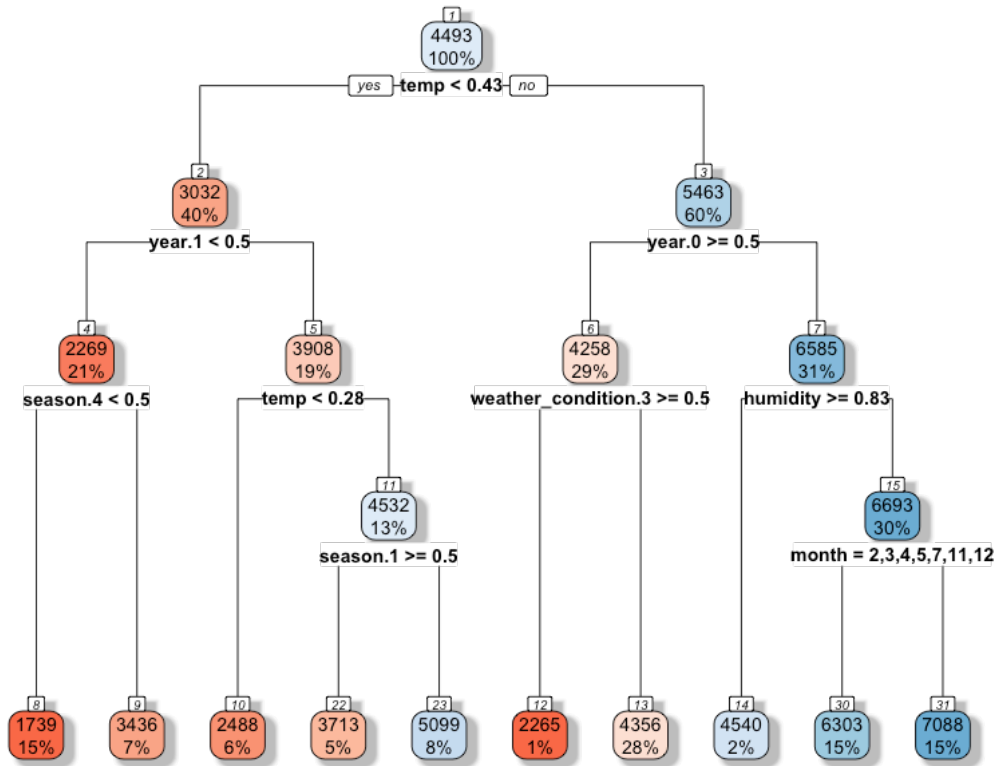 1
4493
100%
yes temp < 0.43 no
2 3
3032 5463
40% 60%
year.1 < 0.5 year.0 >= 0.5
4 5 6 7
2269 3908 4258 6585
21% 19% 29% 31%
season.4 < 0.5 temp < 0.28 weather_condition.3 >= 0.5 humidity >= 0.83
11 15
4532 6693
13% 30%
season.1 >= 0.5 month = 2,3,4,5,7,11,12
8 9 10 22 23 12 13 14 30 31
1739 3436 2488 3713 5099 2265 4356 4540 6303 7088
15% 7% 6% 5% 8% 1% 28% 2% 15% 15%